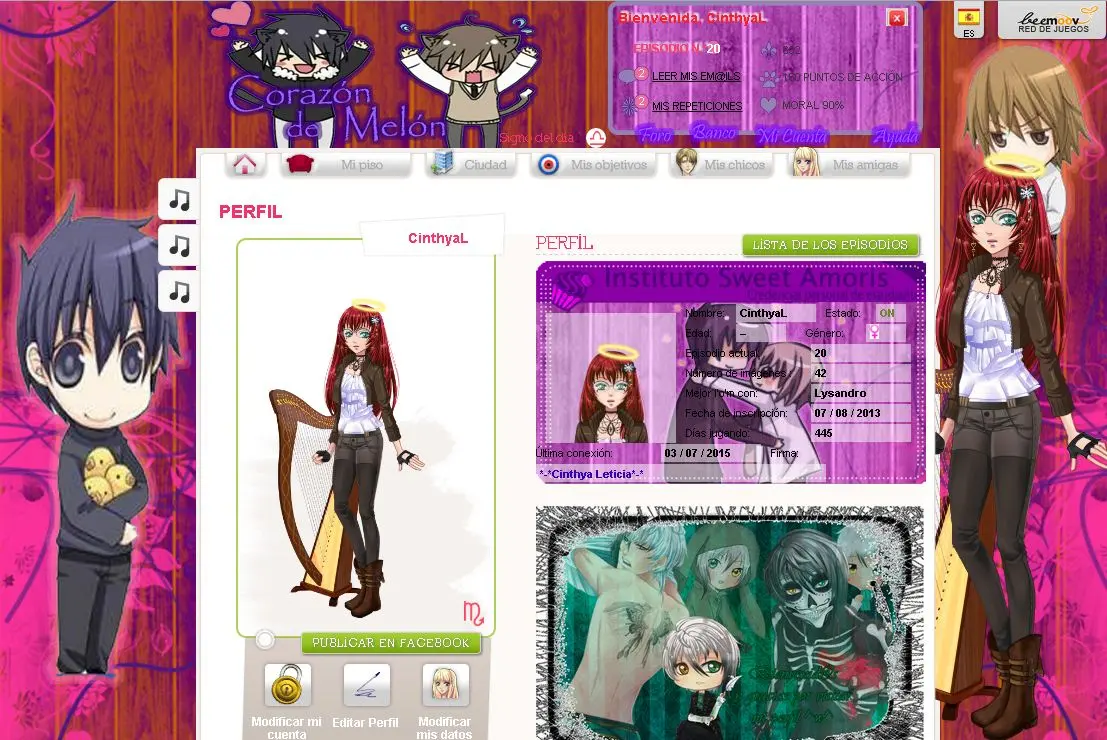 Bienvenida, CinthyaL
EPISODIO N. 20
2 LEER MIS EM@ILS
180 PUNTOS DE ACCIÓN
2 MIS REPETICIONES
MORAL 90%
Foro Banco Mi Cuenta Ayuda
ES
beemoov
RED DE JUEGOS
Corazón
de Melón
Signo del día
Mi piso Ciudad Mis objetivos Mis chicos Mis amigas
PERFIL
CinthyaL
PERFIL
LISTA DE LOS EPISODIOS
Instituto Sweet Amoris
Nombre: CinthyaL Estado: ON
Edad: – Género:
Episodio actual: 20
Número de imágenes : 42
Mejor l'o'm con: Lysandro
Fecha de inscripción: 07 / 08 / 2013
Días jugando: 445
Última conexión: 03 / 07 / 2015 Firma:
*-*Cinthya Leticia*-*
PUBLICAR EN FACEBOOK
Modificar mi
cuenta
Editar Perfil
Modificar
mis datos